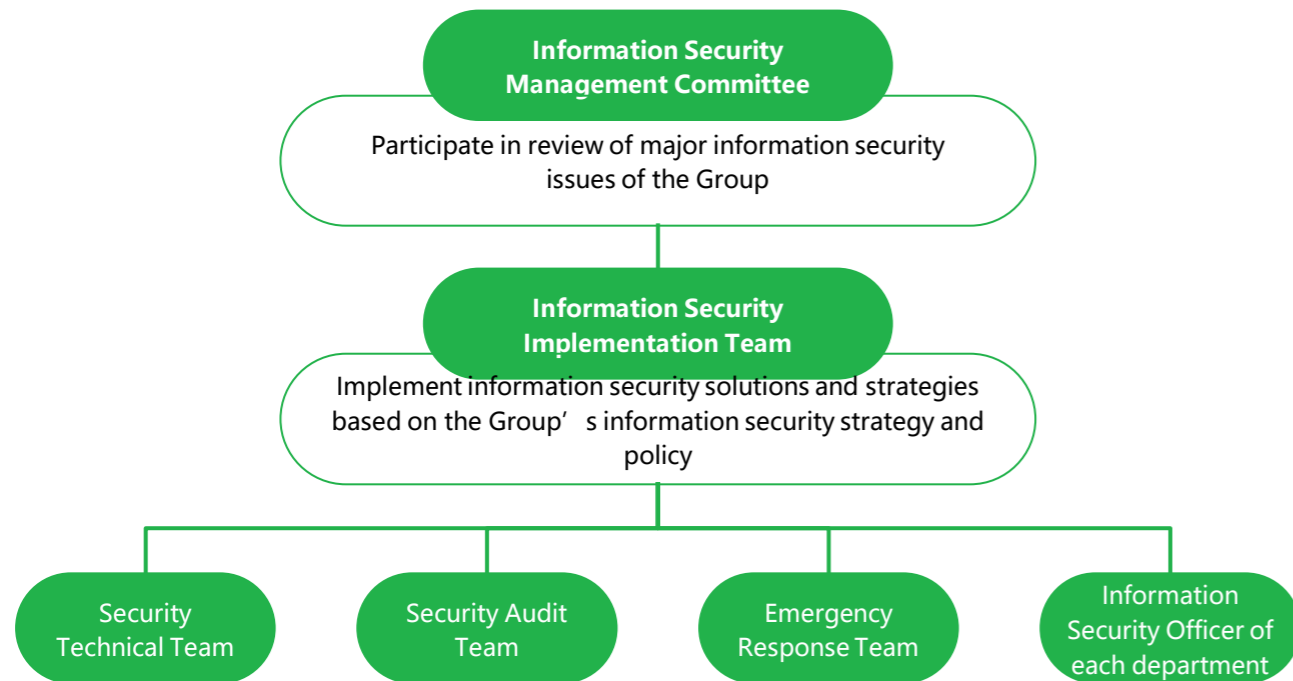 Information Security
Management Committee
Participate in review of major information security
issues of the Group
Information Security
Implementation Team
Implement information security solutions and strategies
based on the Group’ s information security strategy and
policy
Security
Technical Team
Security Audit
Team
Emergency
Response Team
Information
Security Officer of
each department